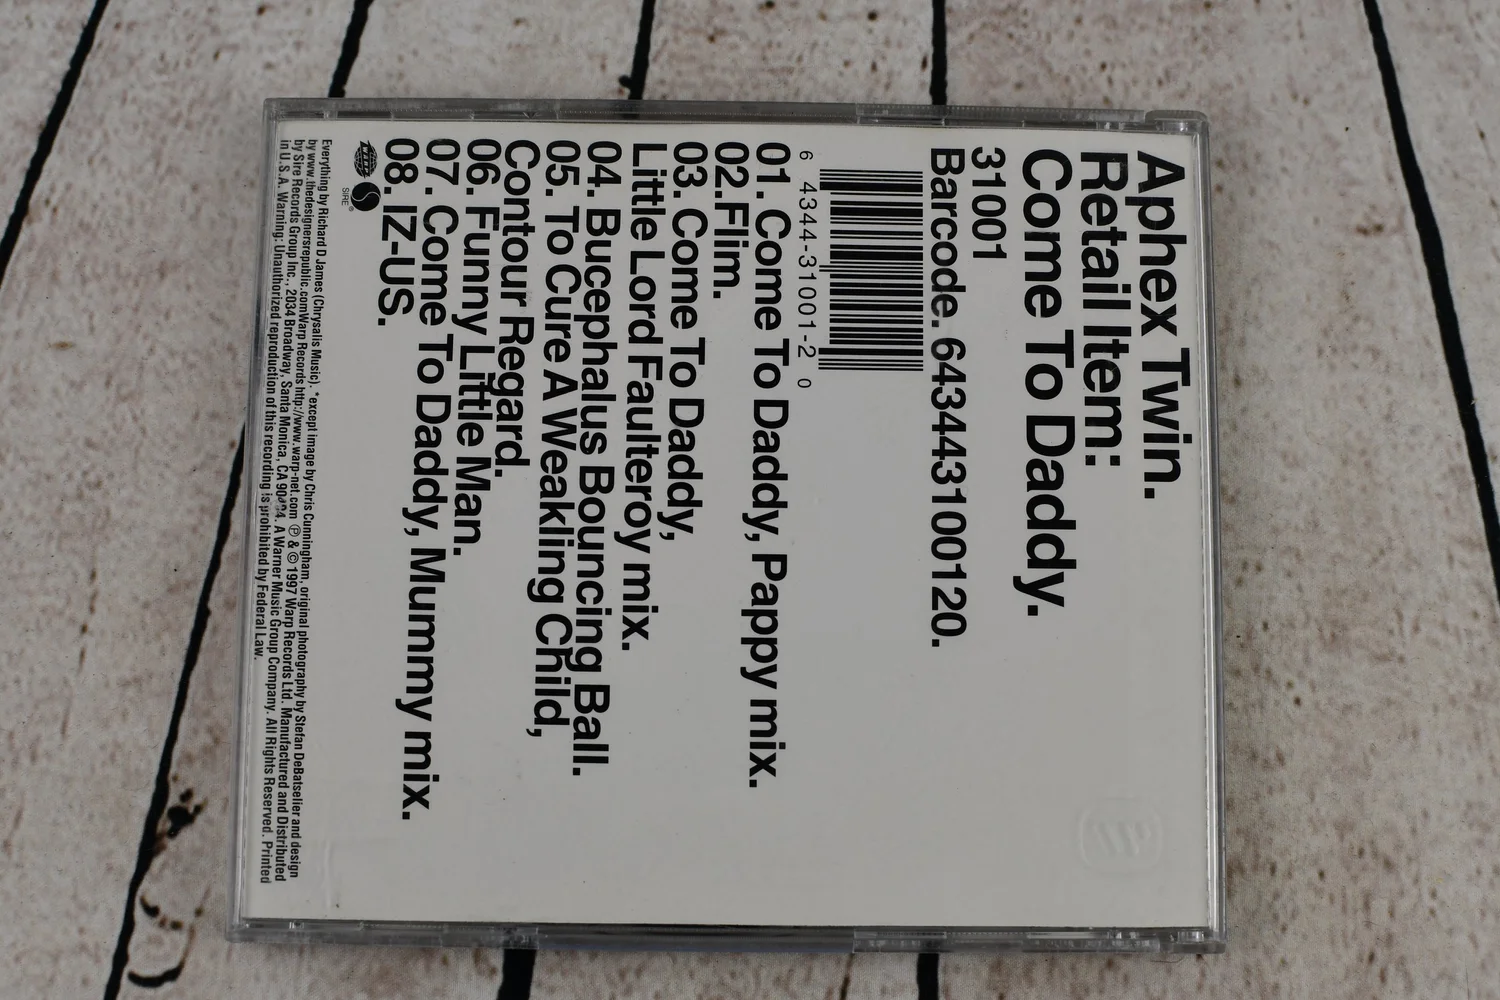 Aphex Twin.
Retail Item:
Come To Daddy.
31001
Barcode. 643443100120.
6 4344-31001-2 0
01. Come To Daddy, Pappy mix.
02.Flim.
03. Come To Daddy,
Little Lord Faulteroy mix.
04. Bucephalus Bouncing Ball.
05. To Cure A Weakling Child,
Contour Regard.
06. Funny Little Man.
07. Come To Daddy, Mummy mix.
08. IZ-US.
WARP
SIRE®
Everything by Richard D James (Chrysalis Music). *except image by Chris Cunningham, original photography by Stefan DeBatselier and design
by www.thedesignersrepublic.comWarp Records http://www.warp-net.com ℗ & © 1997 Warp Records Ltd. Manufactured and Distributed
by Sire Records Group Inc., 2034 Broadway, Santa Monica, CA A Warner Music Group Company. All Rights Reserved. Printed
in U.S.A. Warning: Unauthorized reproduction of this recording is prohibited by Federal Law.